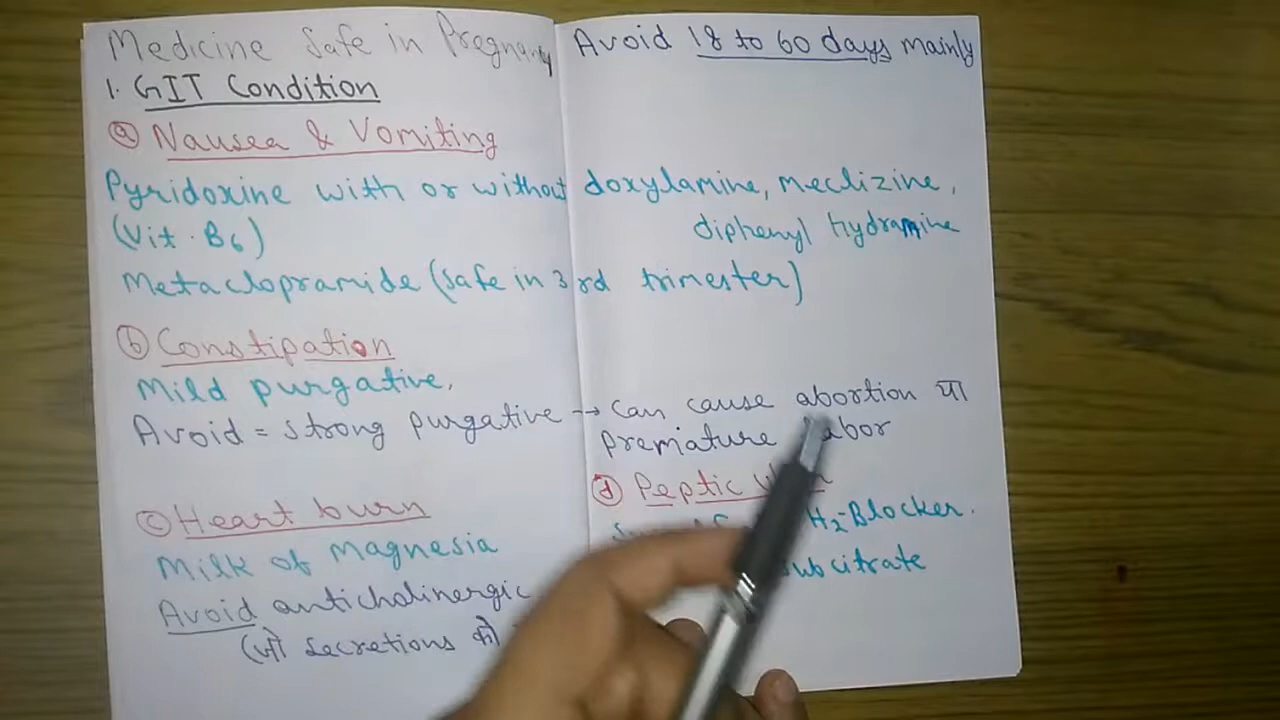 Medicine Safe in Pregnancy
Avoid 18 to 60 days mainly
1. GIT Condition
(a) Nausea & Vomiting
Pyridoxine with or without doxylamine, meclizine,
(Vit. B6) diphenyl hydramine
Metaclopramide (safe in 3rd trimester)
(b) Constipation
Mild purgative,
Avoid = strong purgative → can cause abortion या
premature labor
(c) Heart burn
Milk of Magnesia
Avoid anticholinergic
(जो secretions को
(d) Peptic
H2-Blocker.
subcitrate